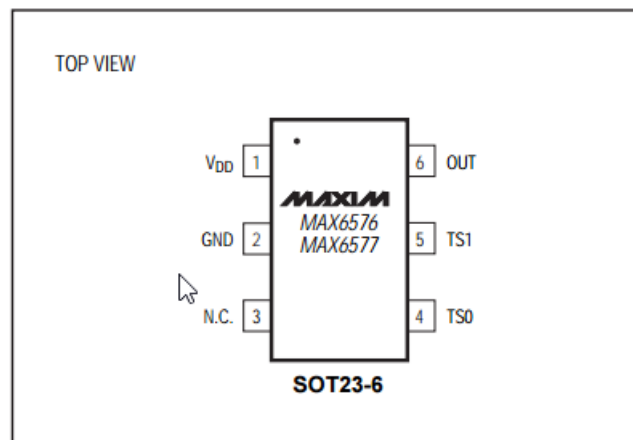 TOP VIEW
VDD 1
6 OUT
MAXIM
MAX6576
MAX6577
GND 2
5 TS1
N.C. 3
4 TS0
SOT23-6